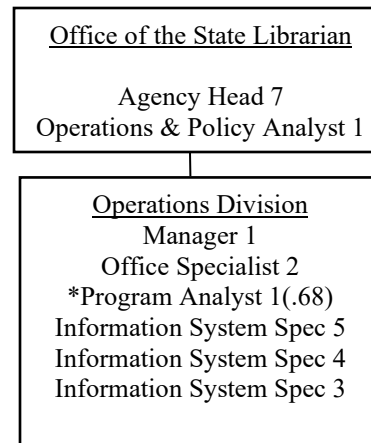 Office of the State Librarian
Agency Head 7
Operations & Policy Analyst 1
Operations Division
Manager 1
Office Specialist 2
*Program Analyst 1(.68)
Information System Spec 5
Information System Spec 4
Information System Spec 3